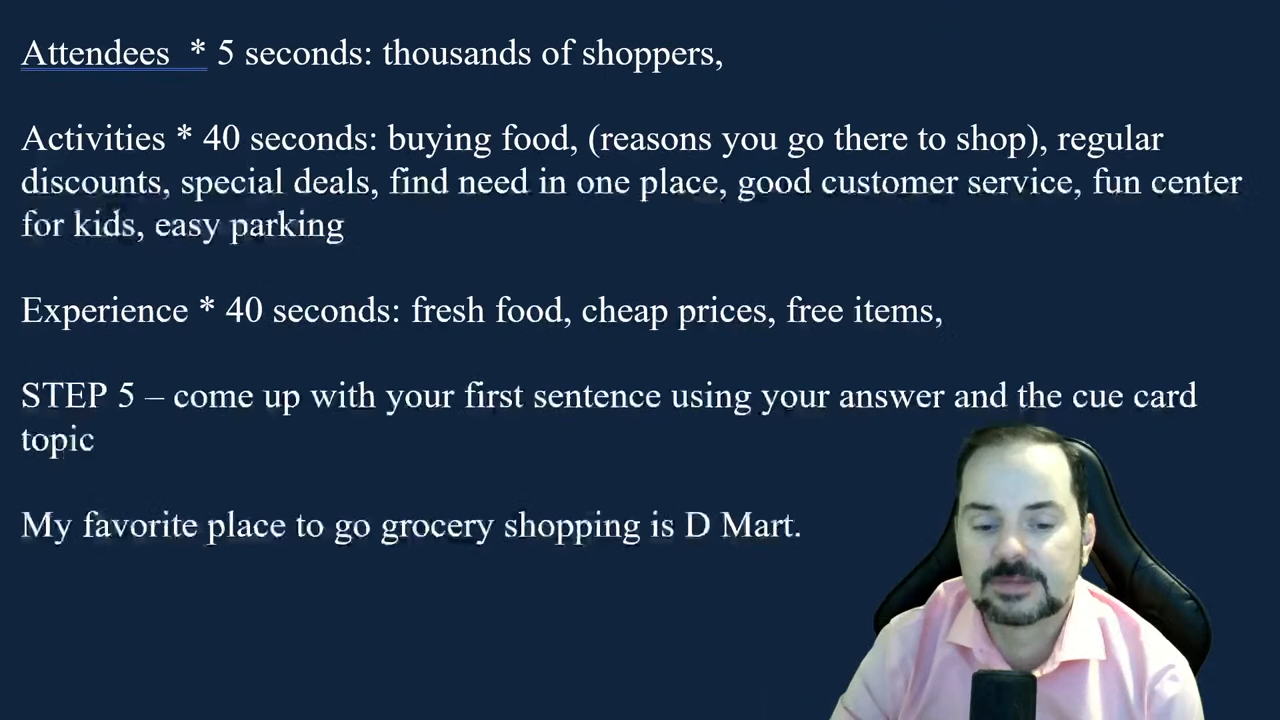 Attendees * 5 seconds: thousands of shoppers,
Activities * 40 seconds: buying food, (reasons you go there to shop), regular
discounts, special deals, find need in one place, good customer service, fun center
for kids, easy parking
Experience * 40 seconds: fresh food, cheap prices, free items,
STEP 5 – come up with your first sentence using your answer and the cue card
topic
My favorite place to go grocery shopping is D Mart.